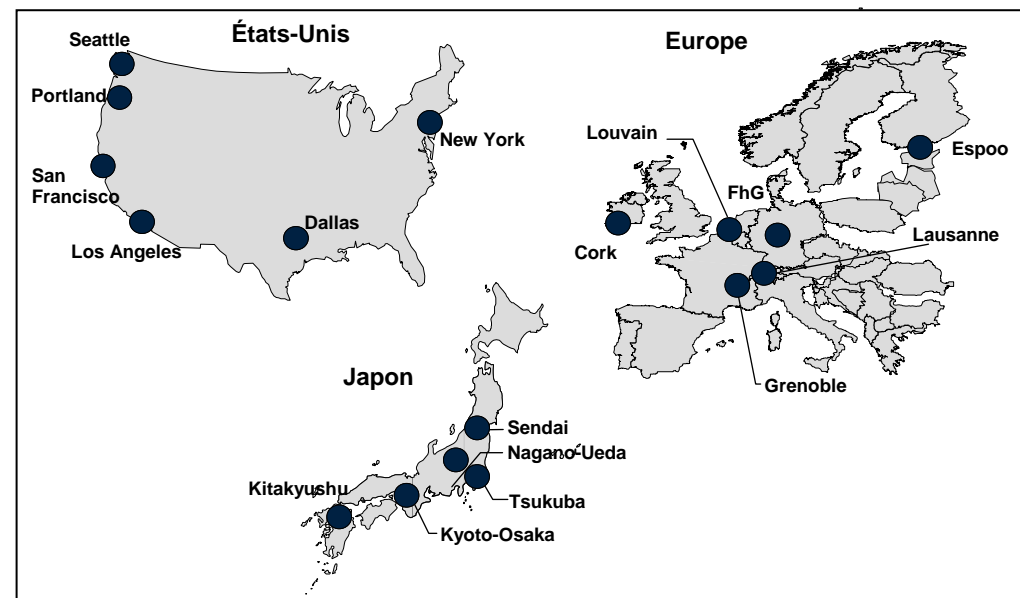 États-Unis
Seattle
Portland
San
Francisco
Los Angeles
Dallas
New York
Europe
Louvain
Espoo
FhG
Cork
Lausanne
Grenoble
Japon
Sendai
Nagano-Ueda
Kitakyushu
Tsukuba
Kyoto-Osaka